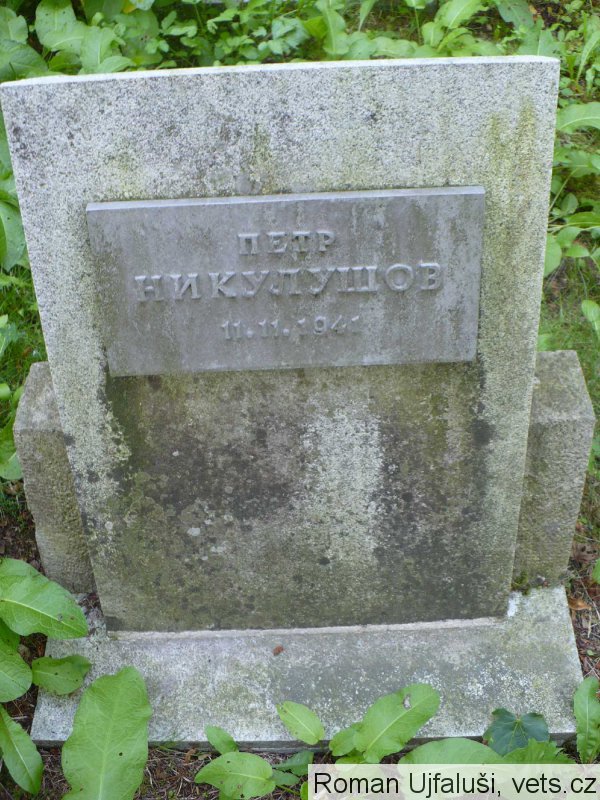 ПЕТР
НИКУЛУШОВ
11.11.1941
Roman Ujfaluši, vets.cz